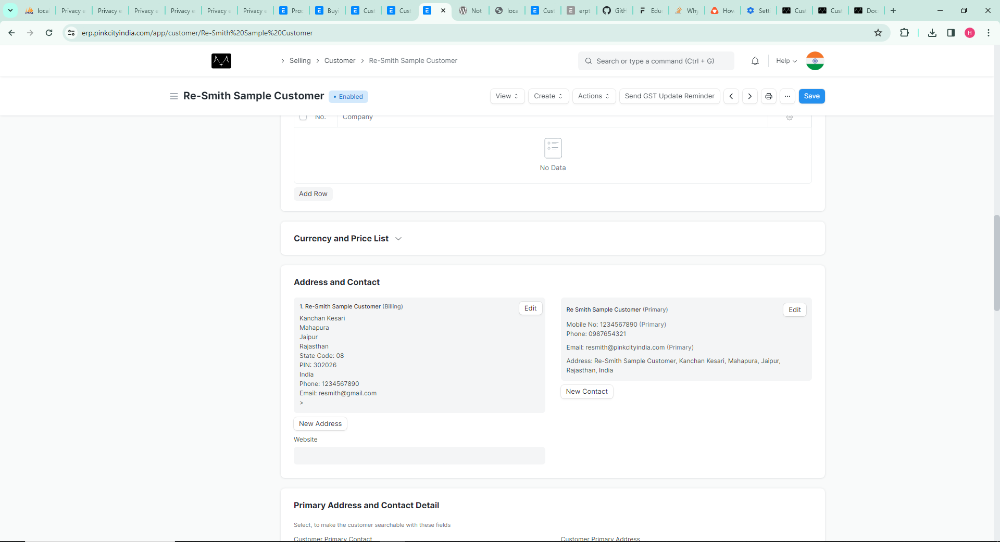 loca
Privacy e
Privacy e
Privacy e
Privacy e
Privacy e
Privacy e
Proc
Buyi
Cust
Cust
Not
loca
Cust
erpt
GitH
Edu
Why
How
Sett
Cust
Cust
Doc
erp.pinkcityindia.com/app/customer/Re-Smith%20Sample%20Customer
H
> Selling > Customer > Re-Smith Sample Customer
Search or type a command (Ctrl + G)
Help
Re-Smith Sample Customer
• Enabled
View
Create
Actions
Send GST Update Reminder
Save
No.
Company
No Data
Add Row
Currency and Price List
Address and Contact
1. Re-Smith Sample Customer (Billing)
Edit
Kanchan Kesari
Mahapura
Jaipur
Rajasthan
State Code: 08
PIN: 302026
India
Phone: 1234567890
Email: resmith@gmail.com
>
New Address
Website
Re Smith Sample Customer (Primary)
Edit
Mobile No: 1234567890 (Primary)
Phone: 0987654321
Email: resmith@pinkcityindia.com (Primary)
Address: Re-Smith Sample Customer, Kanchan Kesari, Mahapura, Jaipur,
Rajasthan, India
New Contact
Primary Address and Contact Detail
Select, to make the customer searchable with these fields
Customer Primary Contact
Customer Primary Address